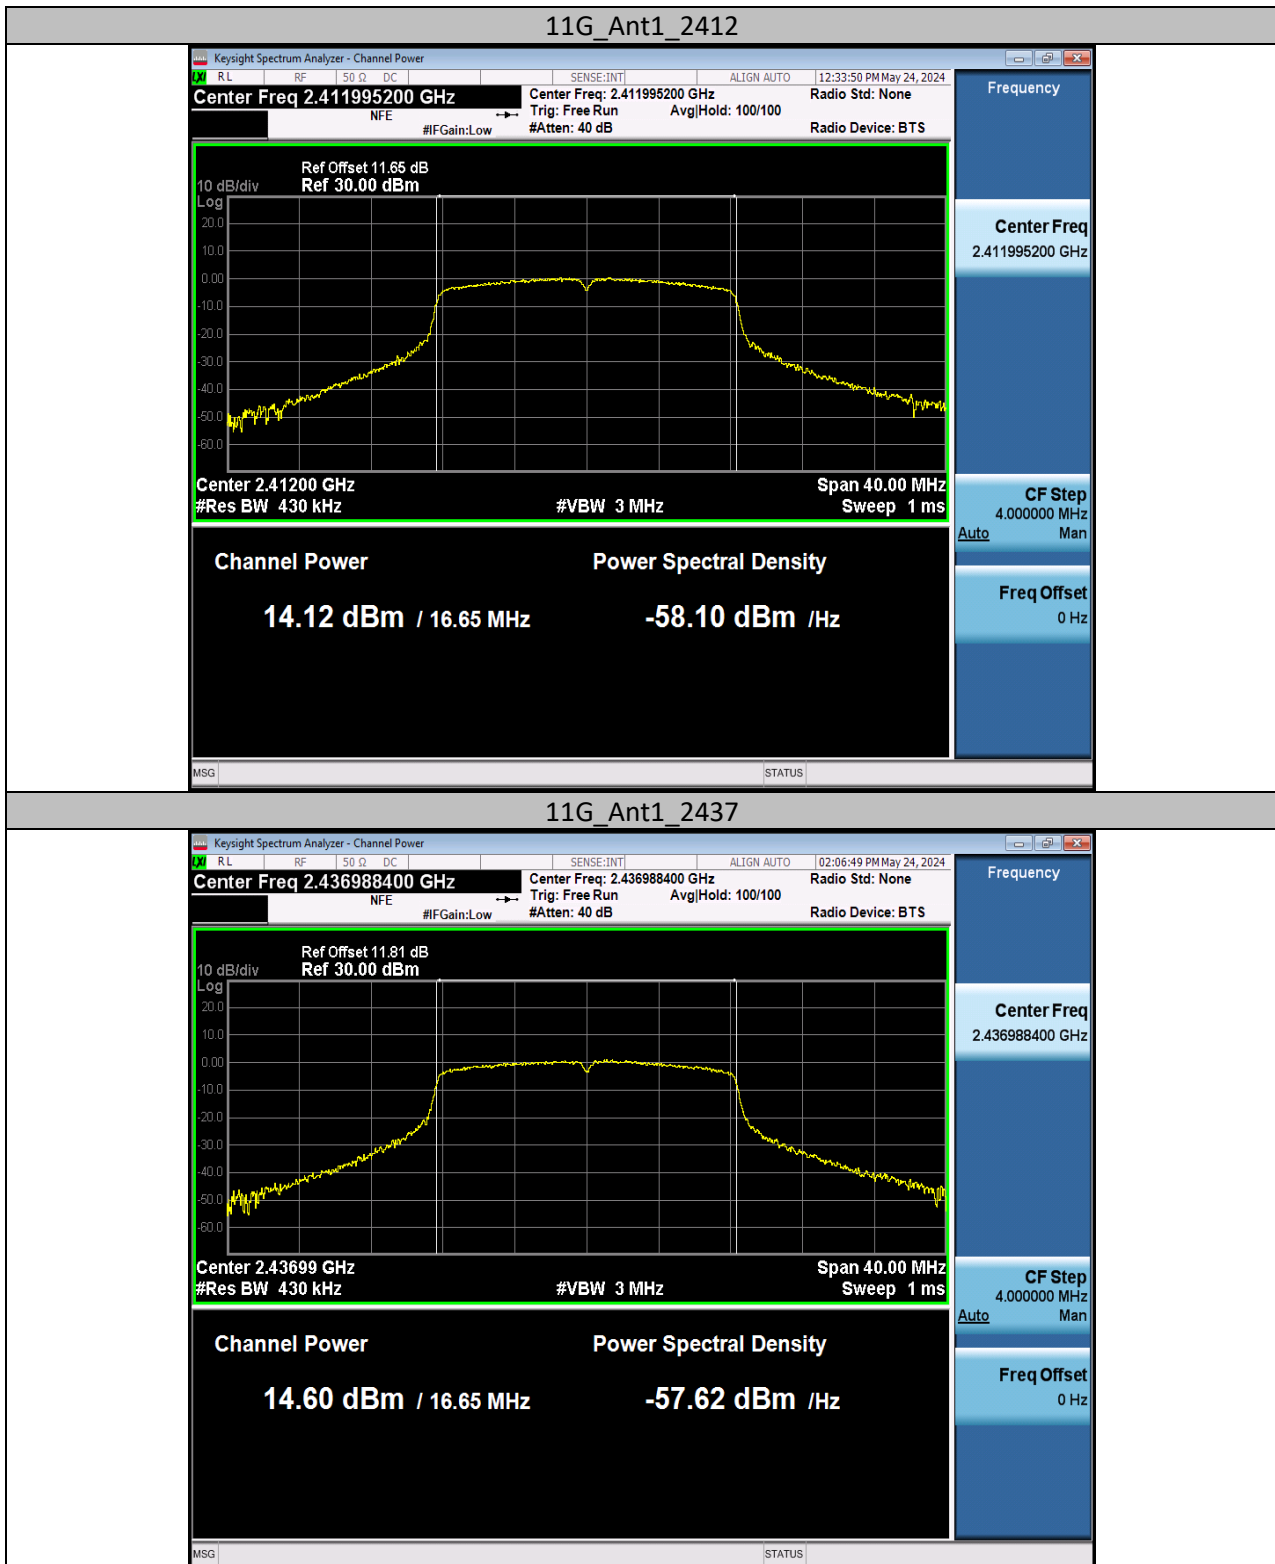 11G_Ant1_2412
Keysight Spectrum Analyzer - Channel Power
LXI RL RF 50 Ω DC SENSE:INT ALIGN AUTO 12:33:50 PM May 24, 2024
Center Freq 2.411995200 GHz
NFE
#IFGain:Low
Center Freq: 2.411995200 GHz
Trig: Free Run Avg|Hold: 100/100
#Atten: 40 dB
Radio Std: None
Radio Device: BTS
Frequency
Ref Offset 11.65 dB
10 dB/div Ref 30.00 dBm
Log
20.0
10.0
0.00
-10.0
-20.0
-30.0
-40.0
-50.0
-60.0
Center 2.41200 GHz Span 40.00 MHz
#Res BW 430 kHz #VBW 3 MHz Sweep 1 ms
Center Freq
2.411995200 GHz
CF Step
4.000000 MHz
Auto Man
Freq Offset
0 Hz
Channel Power Power Spectral Density
14.12 dBm / 16.65 MHz -58.10 dBm /Hz
MSG STATUS
11G_Ant1_2437
Keysight Spectrum Analyzer - Channel Power
LXI RL RF 50 Ω DC SENSE:INT ALIGN AUTO 02:06:49 PM May 24, 2024
Center Freq 2.436988400 GHz
NFE
#IFGain:Low
Center Freq: 2.436988400 GHz
Trig: Free Run Avg|Hold: 100/100
#Atten: 40 dB
Radio Std: None
Radio Device: BTS
Frequency
Ref Offset 11.81 dB
10 dB/div Ref 30.00 dBm
Log
20.0
10.0
0.00
-10.0
-20.0
-30.0
-40.0
-50.0
-60.0
Center 2.43699 GHz Span 40.00 MHz
#Res BW 430 kHz #VBW 3 MHz Sweep 1 ms
Center Freq
2.436988400 GHz
CF Step
4.000000 MHz
Auto Man
Freq Offset
0 Hz
Channel Power Power Spectral Density
14.60 dBm / 16.65 MHz -57.62 dBm /Hz
MSG STATUS